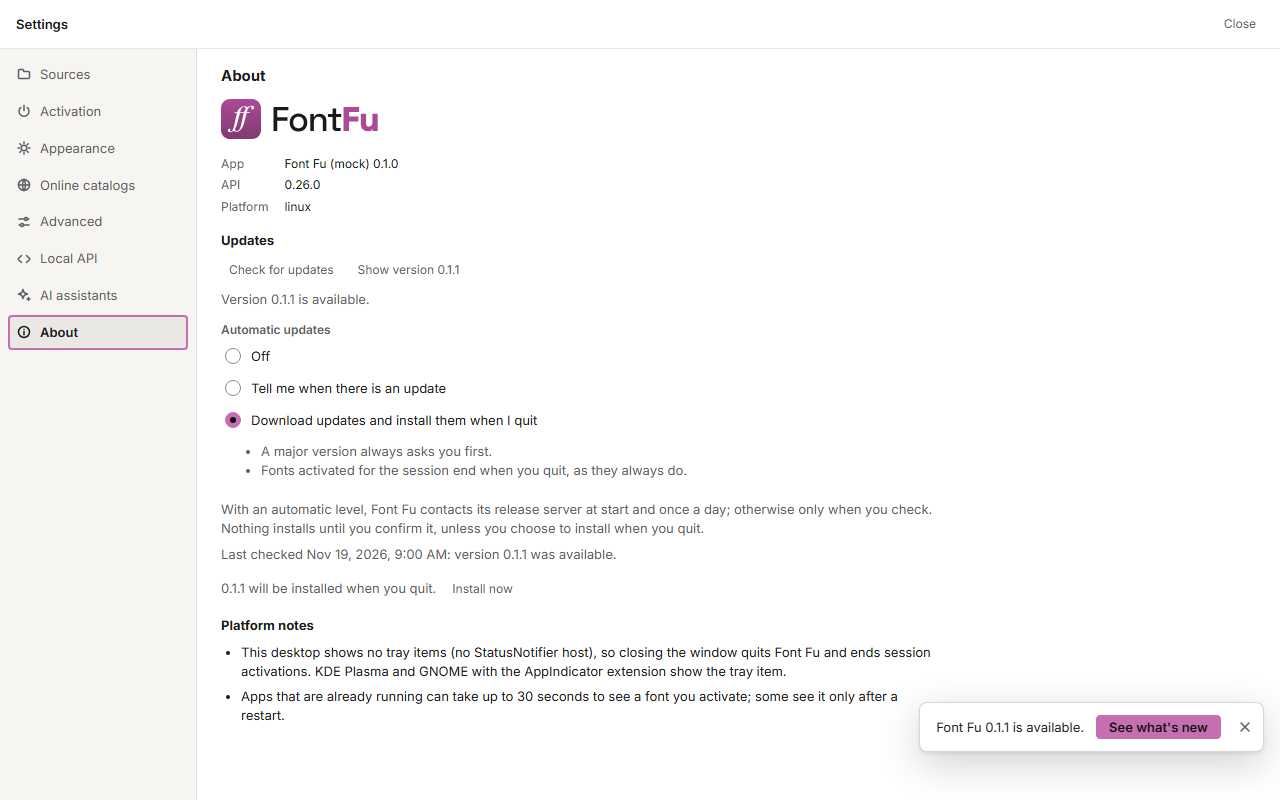 Settings
Close
Sources
Activation
Appearance
Online catalogs
Advanced
Local API
AI assistants
About
About
ff FontFu
App Font Fu (mock) 0.1.0
API 0.26.0
Platform linux
Updates
Check for updates Show version 0.1.1
Version 0.1.1 is available.
Automatic updates
Off
Tell me when there is an update
Download updates and install them when I quit
• A major version always asks you first.
• Fonts activated for the session end when you quit, as they always do.
With an automatic level, Font Fu contacts its release server at start and once a day; otherwise only when you check.
Nothing installs until you confirm it, unless you choose to install when you quit.
Last checked Nov 19, 2026, 9:00 AM: version 0.1.1 was available.
0.1.1 will be installed when you quit. Install now
Platform notes
• This desktop shows no tray items (no StatusNotifier host), so closing the window quits Font Fu and ends session
activations. KDE Plasma and GNOME with the AppIndicator extension show the tray item.
• Apps that are already running can take up to 30 seconds to see a font you activate; some see it only after a
restart.
Font Fu 0.1.1 is available. See what's new